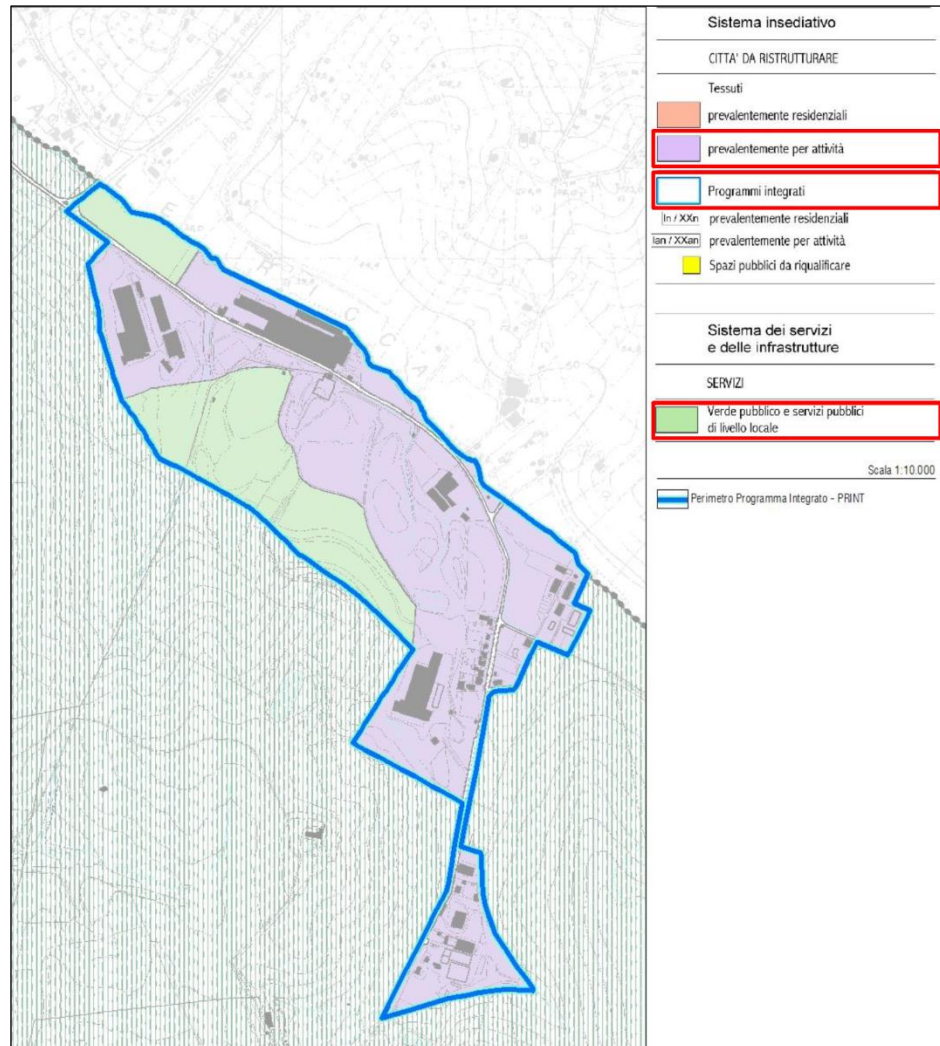 Sistema insediativo
CITTA' DA RISTRUTTURARE
Tessuti
prevalentemente residenziali
prevalentemente per attività
Programmi integrati
In / XXn prevalentemente residenziali
Ian / XXan prevalentemente per attività
Spazi pubblici da riqualificare
Sistema dei servizi
e delle infrastrutture
SERVIZI
Verde pubblico e servizi pubblici
di livello locale
Scala 1:10.000
Perimetro Programma Integrato - PRINT